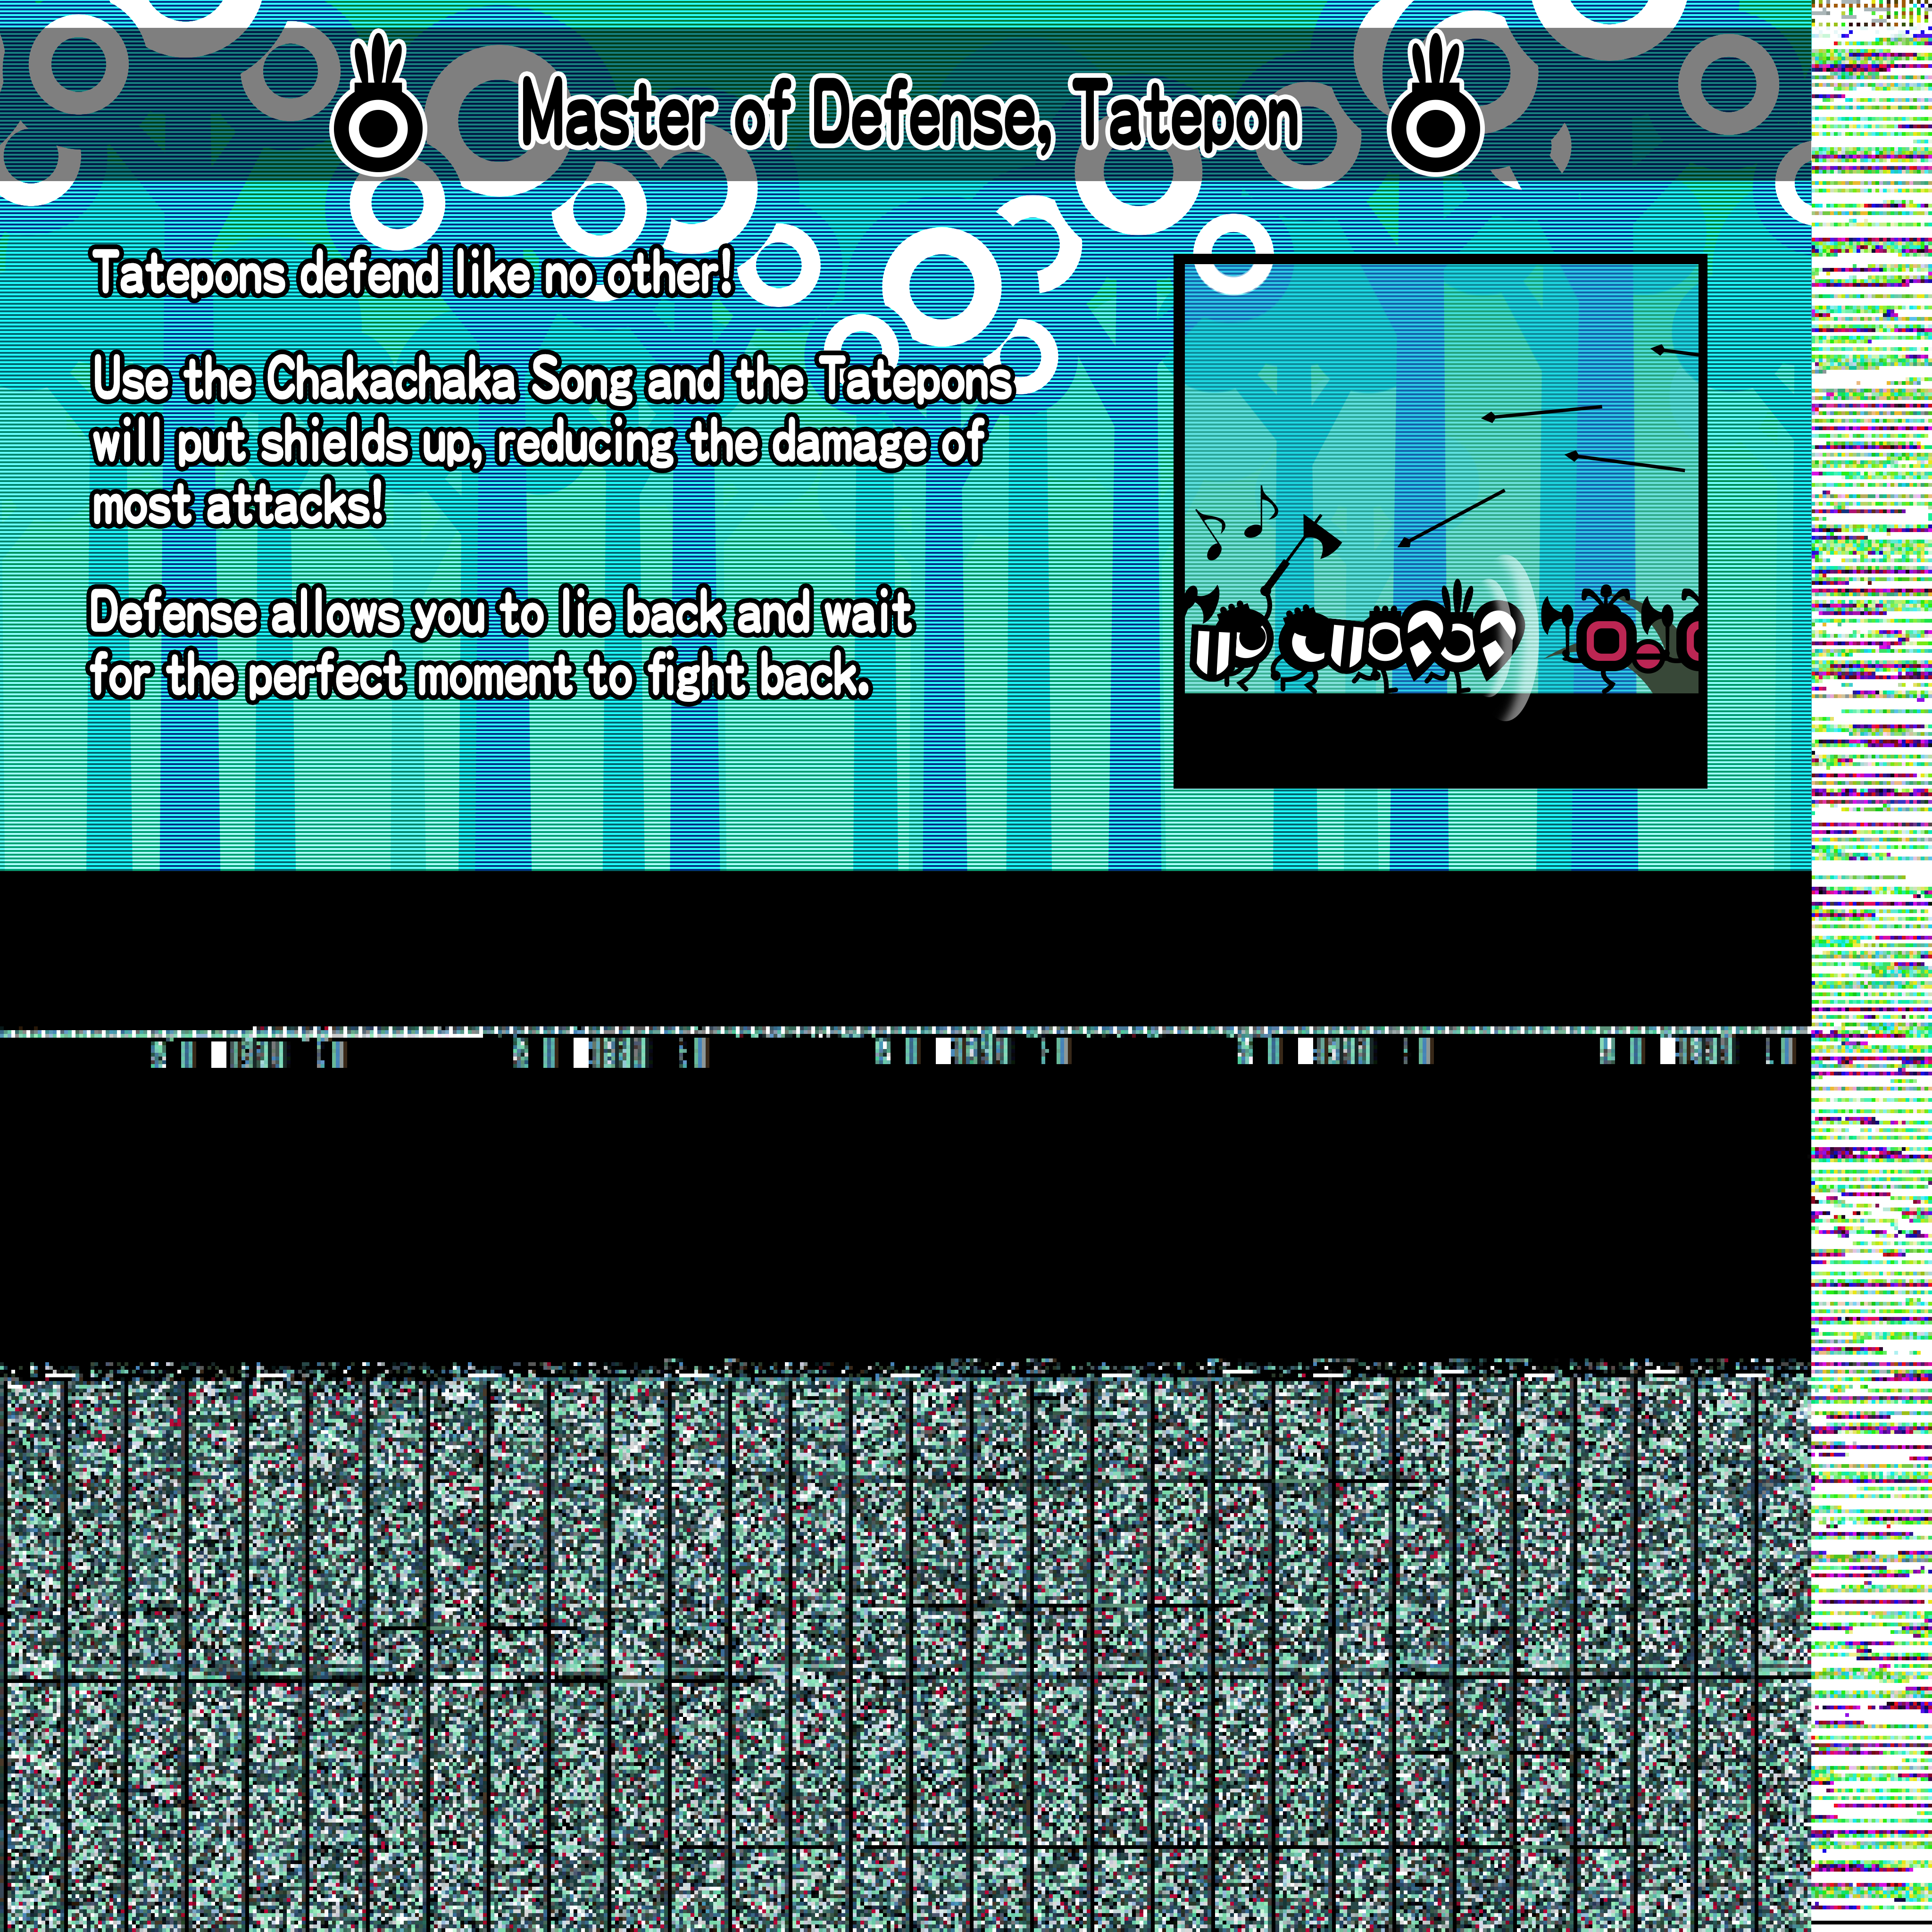 Master of Defense, Tatepon
Tatepons defend like no other!
Use the Chakachaka Song and the Tatepons
will put shields up, reducing the damage of
most attacks!
Defense allows you to lie back and wait
for the perfect moment to fight back.